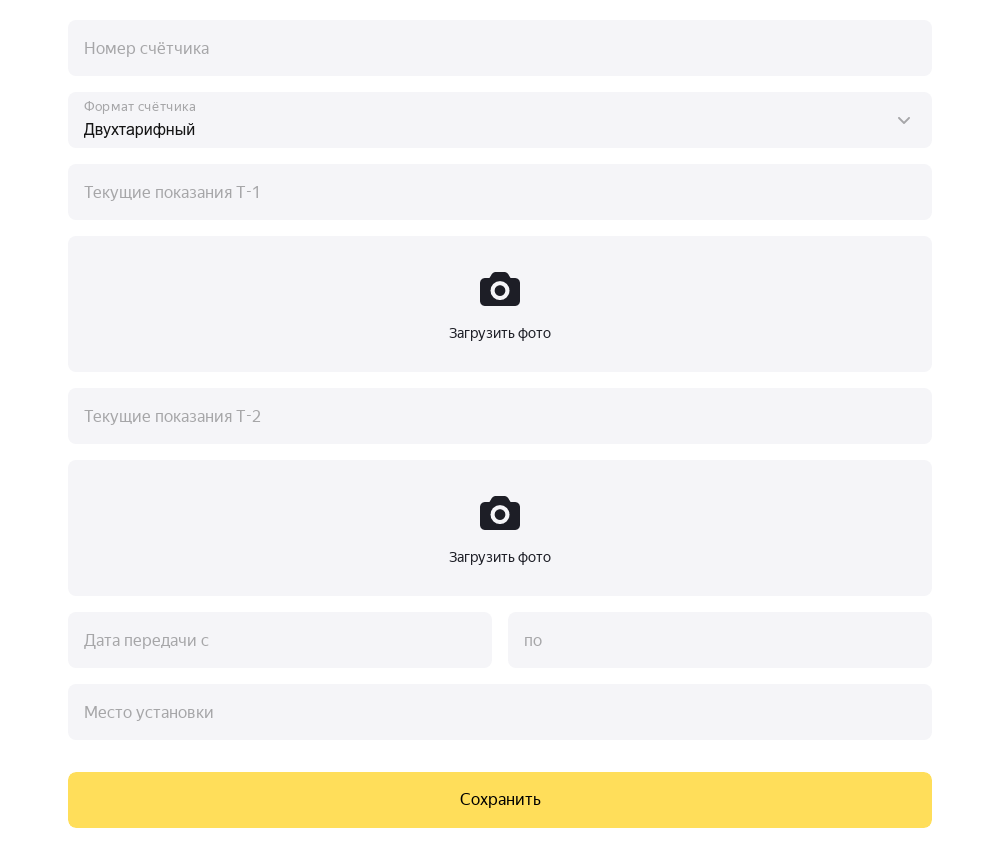 Номер счётчика
Формат счётчика
Двухтарифный
Текущие показания Т-1
Загрузить фото
Текущие показания Т-2
Загрузить фото
Дата передачи с
по
Место установки
Сохранить